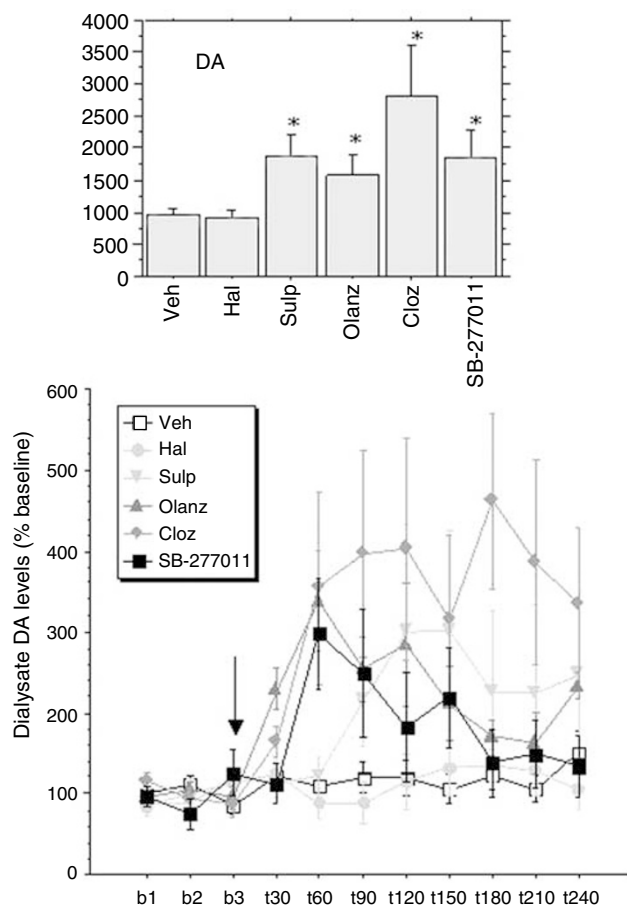 4000
3500
3000
2500
2000
1500
1000
500
0
DA
*
*
*
*
Veh
Hal
Sulp
Olanz
Cloz
SB-277011
Dialysate DA levels (% baseline)
600
500
400
300
200
100
0
Veh
Hal
Sulp
Olanz
Cloz
SB-277011
b1 b2 b3 t30 t60 t90 t120 t150 t180 t210 t240